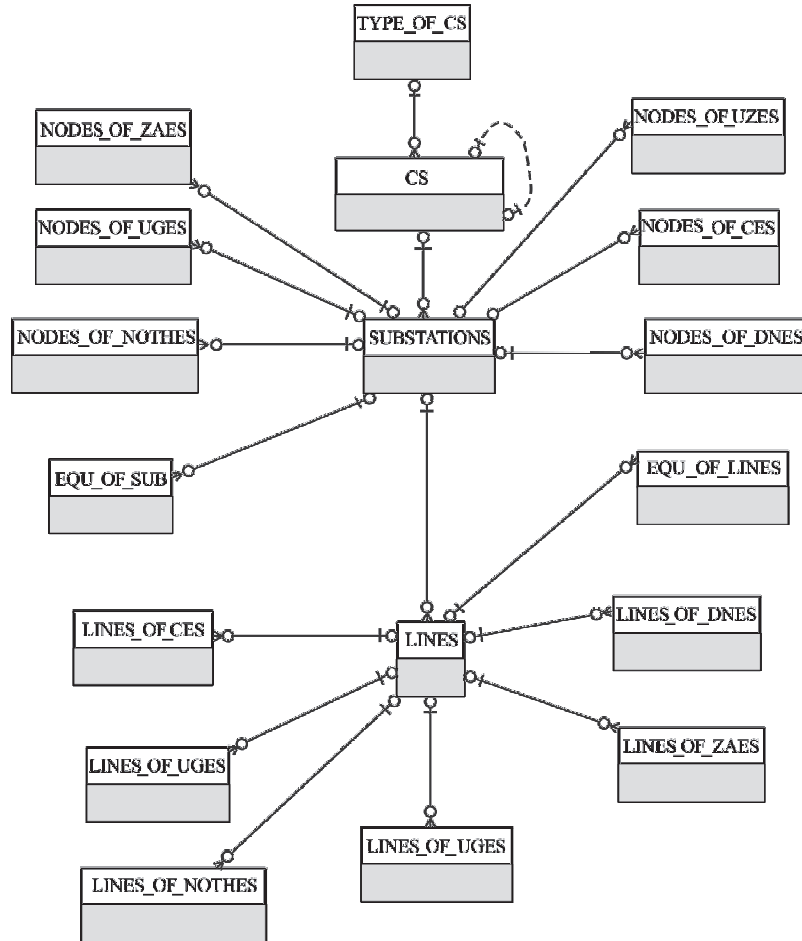 TYPE_OF_CS
NODES_OF_ZAES
NODES_OF_UZES
CS
NODES_OF_UGES
NODES_OF_CES
NODES_OF_NOTHES
SUBSTATIONS
NODES_OF_DNES
EQU_OF_SUB
EQU_OF_LINES
LINES_OF_CES
LINES
LINES_OF_DNES
LINES_OF_UGES
LINES_OF_ZAES
LINES_OF_UGES
LINES_OF_NOTHES